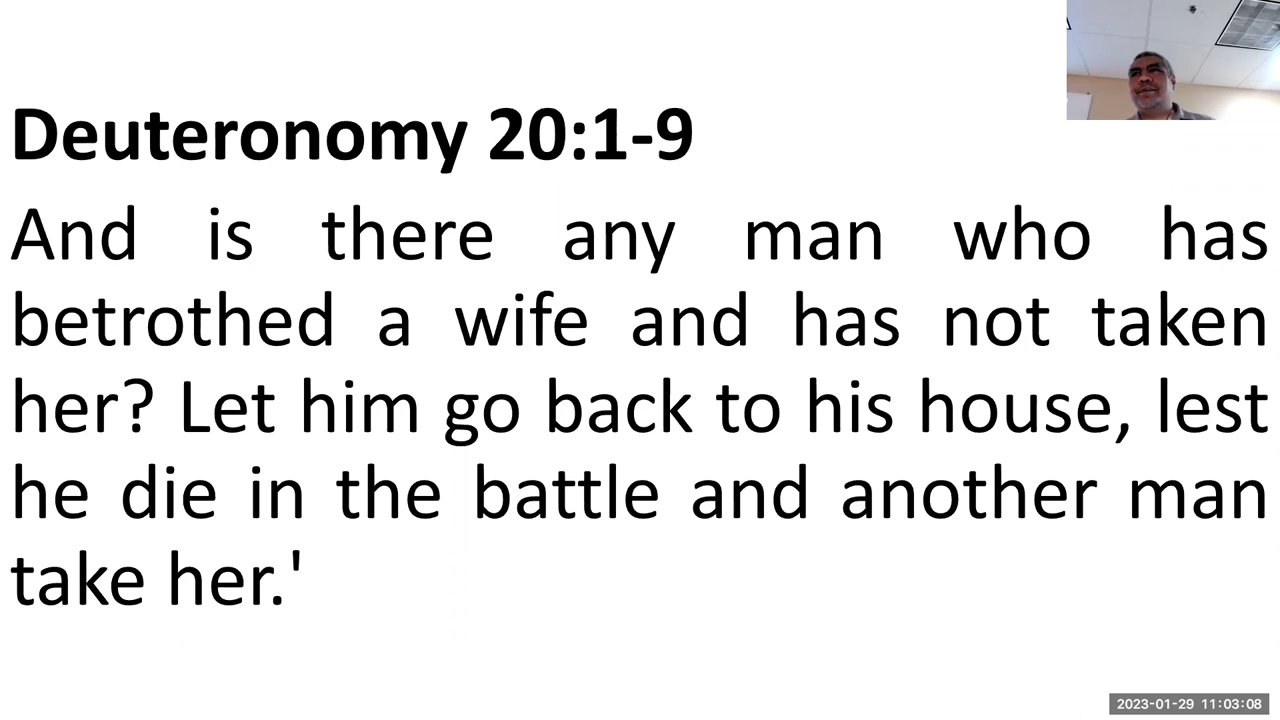 Deuteronomy 20:1-9
And is there any man who has
betrothed a wife and has not taken
her? Let him go back to his house, lest
he die in the battle and another man
take her.'
2023-01-29 11:03:08